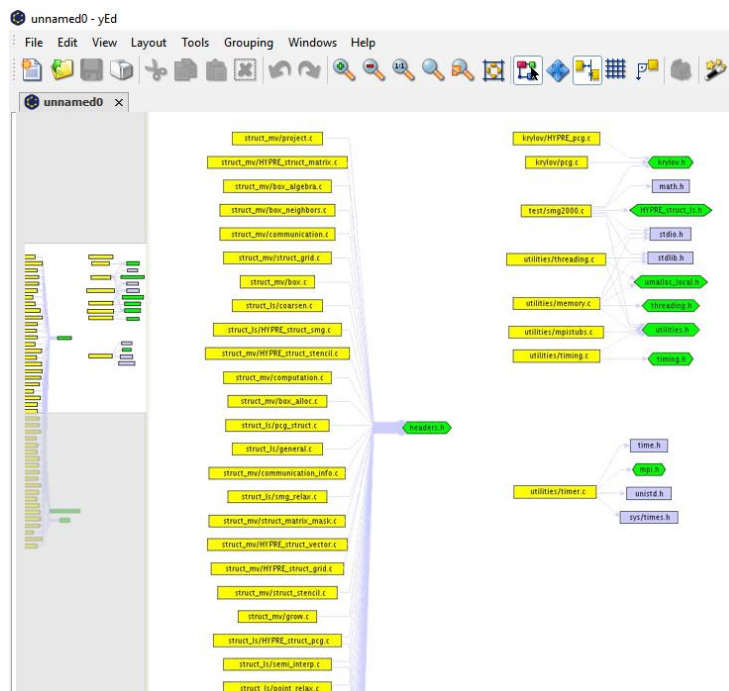 unnamed0 - yEd
File Edit View Layout Tools Grouping Windows Help
unnamed0 ×
struct_mv/project.c
struct_mv/HYPRE_struct_matrix.c
struct_mv/box_algebra.c
struct_mv/box_neighbors.c
struct_mv/communication.c
struct_mv/struct_grid.c
struct_mv/box.c
struct_ls/coarsen.c
struct_ls/HYPRE_struct_smg.c
struct_mv/HYPRE_struct_stencil.c
struct_mv/computation.c
struct_mv/box_alloc.c
struct_ls/pcg_struct.c
struct_ls/general.c
struct_mv/communication_info.c
struct_ls/smg_relax.c
struct_mv/struct_matrix_mask.c
struct_mv/HYPRE_struct_vector.c
struct_mv/HYPRE_struct_grid.c
struct_mv/struct_stencil.c
struct_mv/grow.c
struct_ls/HYPRE_struct_pcg.c
struct_ls/semi_interp.c
struct_ls/point_relax.c
headers.h
krylov/HYPRE_pcg.c
krylov/pcg.c
test/smg2000.c
utilities/threading.c
utilities/memory.c
utilities/mpistubs.c
utilities/timing.c
krylov.h
math.h
HYPRE_struct_ls.h
stdio.h
stdlib.h
umalloc_local.h
threading.h
utilities.h
timing.h
utilities/timer.c
time.h
mpi.h
unistd.h
sys/times.h